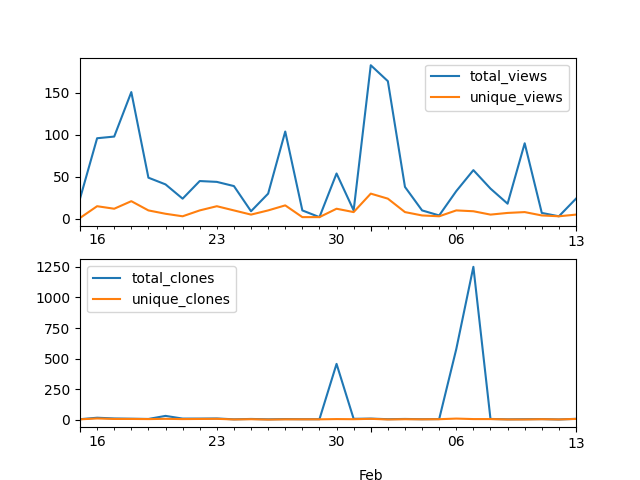 total_views
unique_views
150
100
50
0
16 23 30 06 13
total_clones
unique_clones
1250
1000
750
500
250
0
16 23 30 06 13
Feb